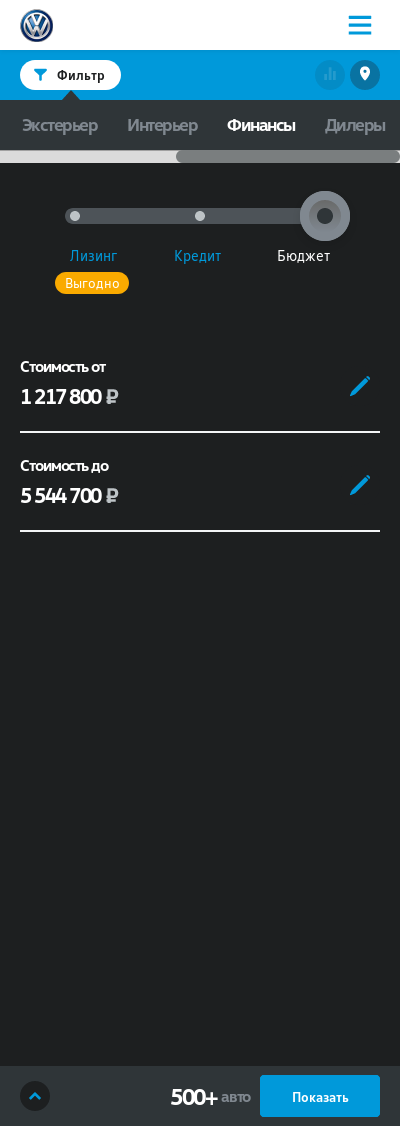 Фильтр
Экстерьер Интерьер Финансы Дилеры
Лизинг Кредит Бюджет
Выгодно
Стоимость от
1 217 800 ₽
Стоимость до
5 544 700 ₽
500+ авто Показать